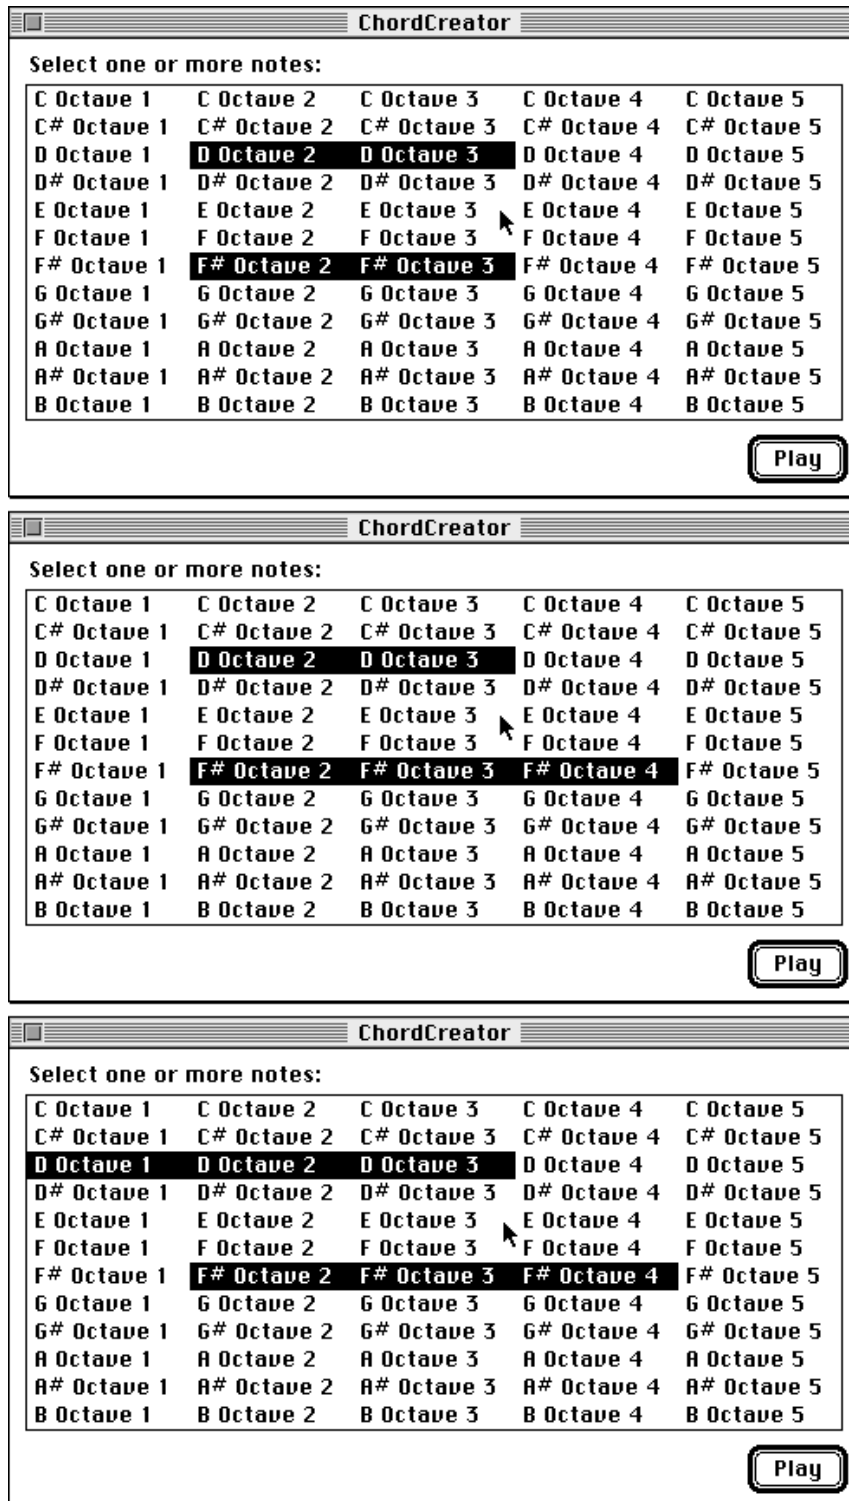 ChordCreator
Select one or more notes:
C Octave 1 C Octave 2 C Octave 3 C Octave 4 C Octave 5
C# Octave 1 C# Octave 2 C# Octave 3 C# Octave 4 C# Octave 5
D Octave 1 D Octave 2 D Octave 3 D Octave 4 D Octave 5
D# Octave 1 D# Octave 2 D# Octave 3 D# Octave 4 D# Octave 5
E Octave 1 E Octave 2 E Octave 3 E Octave 4 E Octave 5
F Octave 1 F Octave 2 F Octave 3 F Octave 4 F Octave 5
F# Octave 1 F# Octave 2 F# Octave 3 F# Octave 4 F# Octave 5
G Octave 1 G Octave 2 G Octave 3 G Octave 4 G Octave 5
G# Octave 1 G# Octave 2 G# Octave 3 G# Octave 4 G# Octave 5
A Octave 1 A Octave 2 A Octave 3 A Octave 4 A Octave 5
A# Octave 1 A# Octave 2 A# Octave 3 A# Octave 4 A# Octave 5
B Octave 1 B Octave 2 B Octave 3 B Octave 4 B Octave 5
Play
ChordCreator
Select one or more notes:
C Octave 1 C Octave 2 C Octave 3 C Octave 4 C Octave 5
C# Octave 1 C# Octave 2 C# Octave 3 C# Octave 4 C# Octave 5
D Octave 1 D Octave 2 D Octave 3 D Octave 4 D Octave 5
D# Octave 1 D# Octave 2 D# Octave 3 D# Octave 4 D# Octave 5
E Octave 1 E Octave 2 E Octave 3 E Octave 4 E Octave 5
F Octave 1 F Octave 2 F Octave 3 F Octave 4 F Octave 5
F# Octave 1 F# Octave 2 F# Octave 3 F# Octave 4 F# Octave 5
G Octave 1 G Octave 2 G Octave 3 G Octave 4 G Octave 5
G# Octave 1 G# Octave 2 G# Octave 3 G# Octave 4 G# Octave 5
A Octave 1 A Octave 2 A Octave 3 A Octave 4 A Octave 5
A# Octave 1 A# Octave 2 A# Octave 3 A# Octave 4 A# Octave 5
B Octave 1 B Octave 2 B Octave 3 B Octave 4 B Octave 5
Play
ChordCreator
Select one or more notes:
C Octave 1 C Octave 2 C Octave 3 C Octave 4 C Octave 5
C# Octave 1 C# Octave 2 C# Octave 3 C# Octave 4 C# Octave 5
D Octave 1 D Octave 2 D Octave 3 D Octave 4 D Octave 5
D# Octave 1 D# Octave 2 D# Octave 3 D# Octave 4 D# Octave 5
E Octave 1 E Octave 2 E Octave 3 E Octave 4 E Octave 5
F Octave 1 F Octave 2 F Octave 3 F Octave 4 F Octave 5
F# Octave 1 F# Octave 2 F# Octave 3 F# Octave 4 F# Octave 5
G Octave 1 G Octave 2 G Octave 3 G Octave 4 G Octave 5
G# Octave 1 G# Octave 2 G# Octave 3 G# Octave 4 G# Octave 5
A Octave 1 A Octave 2 A Octave 3 A Octave 4 A Octave 5
A# Octave 1 A# Octave 2 A# Octave 3 A# Octave 4 A# Octave 5
B Octave 1 B Octave 2 B Octave 3 B Octave 4 B Octave 5
Play